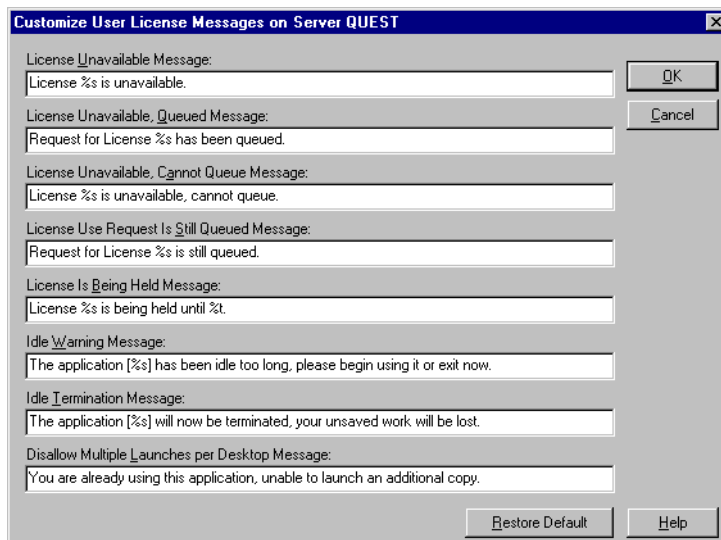 Customize User License Messages on Server QUEST
License Unavailable Message:
License %s is unavailable.
OK
License Unavailable, Queued Message:
Cancel
Request for License %s has been queued.
License Unavailable, Cannot Queue Message:
License %s is unavailable, cannot queue.
License Use Request Is Still Queued Message:
Request for License %s is still queued.
License Is Being Held Message:
License %s is being held until %t.
Idle Warning Message:
The application [%s] has been idle too long, please begin using it or exit now.
Idle Termination Message:
The application [%s] will now be terminated, your unsaved work will be lost.
Disallow Multiple Launches per Desktop Message:
You are already using this application, unable to launch an additional copy.
Restore Default
Help